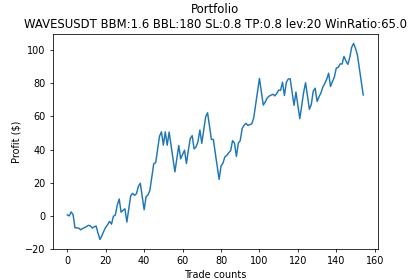 Portfolio
WAVESUSDT BBM:1.6 BBL:180 SL:0.8 TP:0.8 lev:20 WinRatio:65.0
Profit ($)
100
80
60
40
20
0
−20
0 20 40 60 80 100 120 140 160
Trade counts